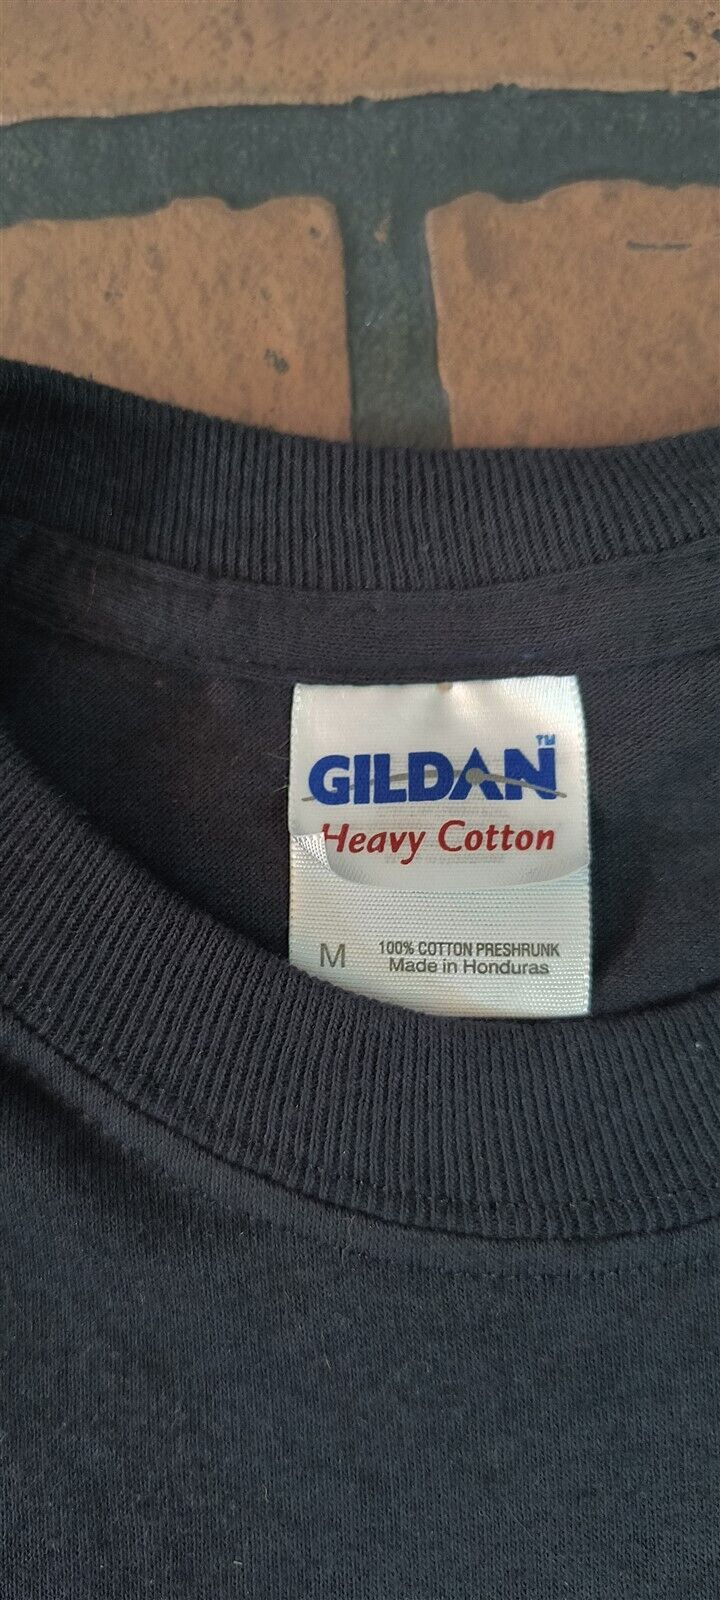 GILDAN™
Heavy Cotton
M 100% COTTON PRESHRUNK
Made in Honduras